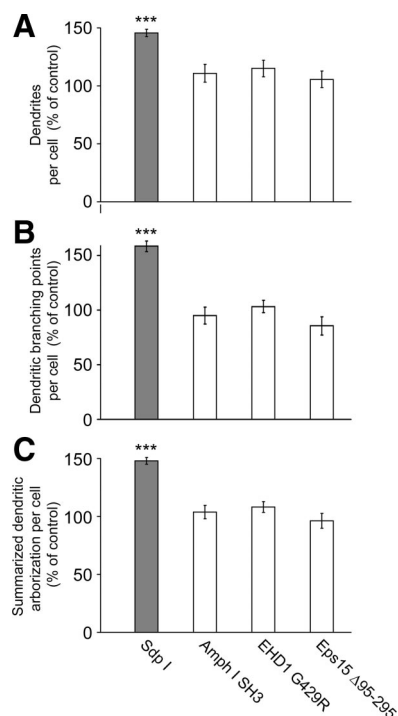 A
Dendrites
per cell (% of control)
150
100
50
0
***
B
Dendritic branching points
per cell (% of control)
150
100
50
0
***
C
Summarized dendritic
arborization per cell
(% of control)
150
100
50
0
***
Sdp I
Amph I SH3
EHD1 G429R
Eps15 Δ95-295